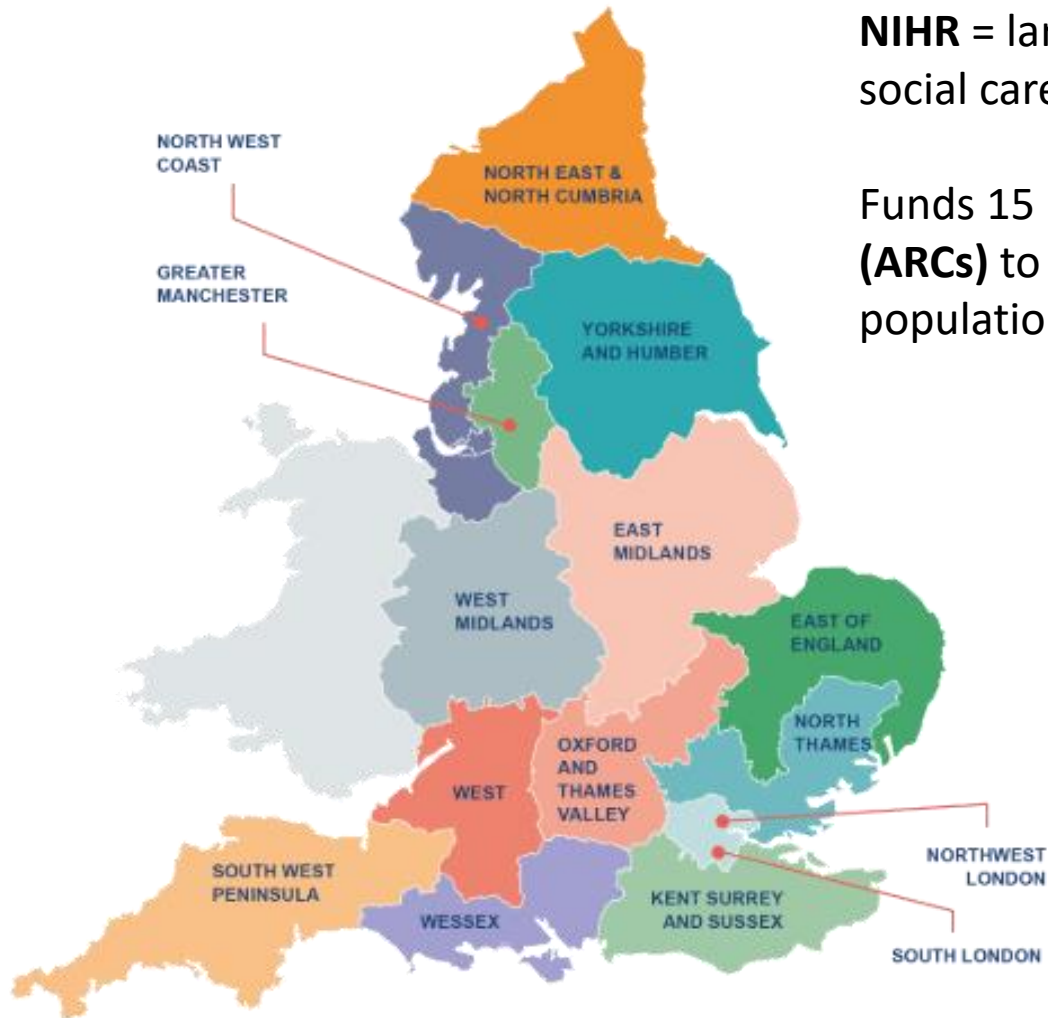 NIHR = lar
social care
Funds 15
(ARCs) to
populatio
NORTH WEST
COAST
NORTH EAST &
NORTH CUMBRIA
GREATER
MANCHESTER
YORKSHIRE
AND HUMBER
EAST
MIDLANDS
WEST
MIDLANDS
EAST OF
ENGLAND
NORTH
THAMES
OXFORD
AND
THAMES
VALLEY
WEST
NORTHWEST
LONDON
SOUTH WEST
PENINSULA
KENT SURREY
AND SUSSEX
WESSEX
SOUTH LONDON